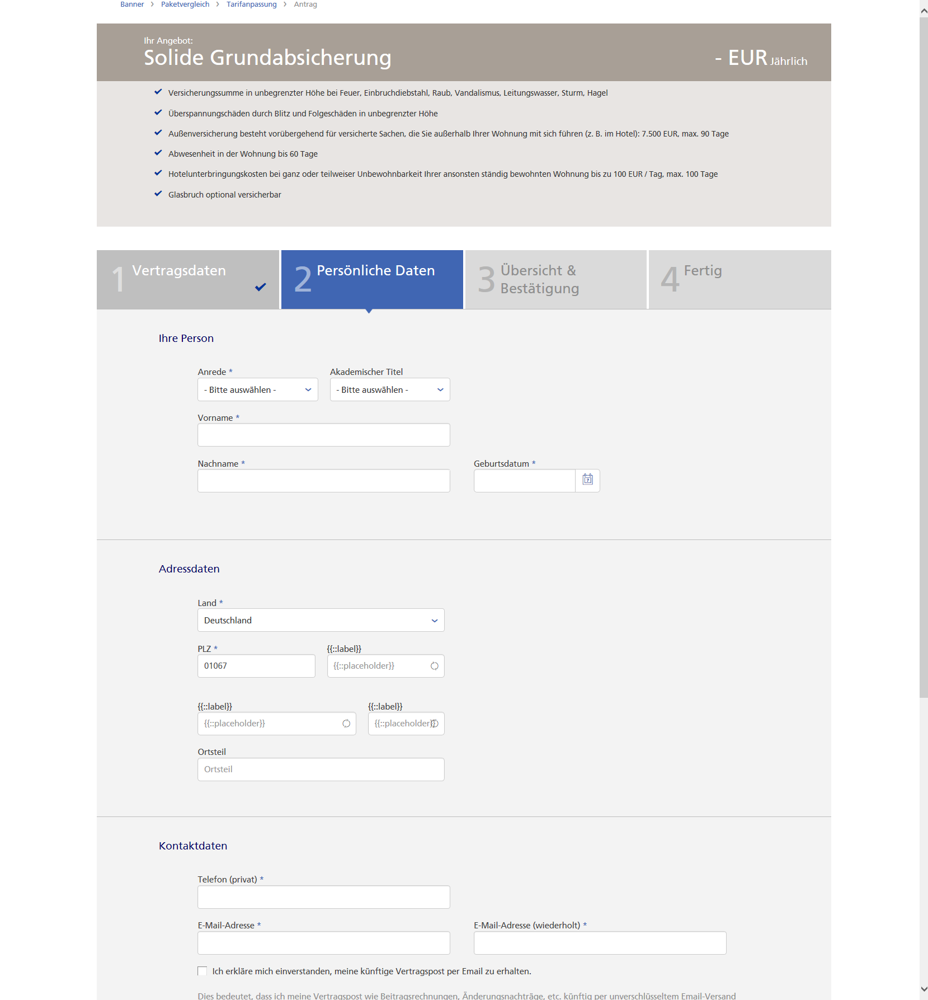 Banner > Paketvergleich > Tarifanpassung > Antrag
Ihr Angebot:
Solide Grundabsicherung
- EUR Jährlich
Versicherungssumme in unbegrenzter Höhe bei Feuer, Einbruchdiebstahl, Raub, Vandalismus, Leitungswasser, Sturm, Hagel
Überspannungschäden durch Blitz und Folgeschäden in unbegrenzter Höhe
Außenversicherung besteht vorübergehend für versicherte Sachen, die Sie außerhalb Ihrer Wohnung mit sich führen (z. B. im Hotel): 7.500 EUR, max. 90 Tage
Abwesenheit in der Wohnung bis 60 Tage
Hotelunterbringungskosten bei ganz oder teilweiser Unbewohnbarkeit Ihrer ansonsten ständig bewohnten Wohnung bis zu 100 EUR / Tag, max. 100 Tage
Glasbruch optional versicherbar
1 Vertragsdaten
2 Persönliche Daten
3 Übersicht &
Bestätigung
4 Fertig
Ihre Person
Anrede * Akademischer Titel
- Bitte auswählen - - Bitte auswählen -
Vorname *
Nachname * Geburtsdatum *
7
Adressdaten
Land *
Deutschland
PLZ * {{::label}}
01067 {{::placeholder}}
{{::label}} {{::label}}
{{::placeholder}} {{::placeholder}}
Ortsteil
Ortsteil
Kontaktdaten
Telefon (privat) *
E-Mail-Adresse * E-Mail-Adresse (wiederholt) *
Ich erkläre mich einverstanden, meine künftige Vertragspost per Email zu erhalten.
Dies bedeutet, dass ich meine Vertragspost wie Beitragsrechnungen, Änderungsnachträge, etc. künftig per unverschlüsseltem Email-Versand